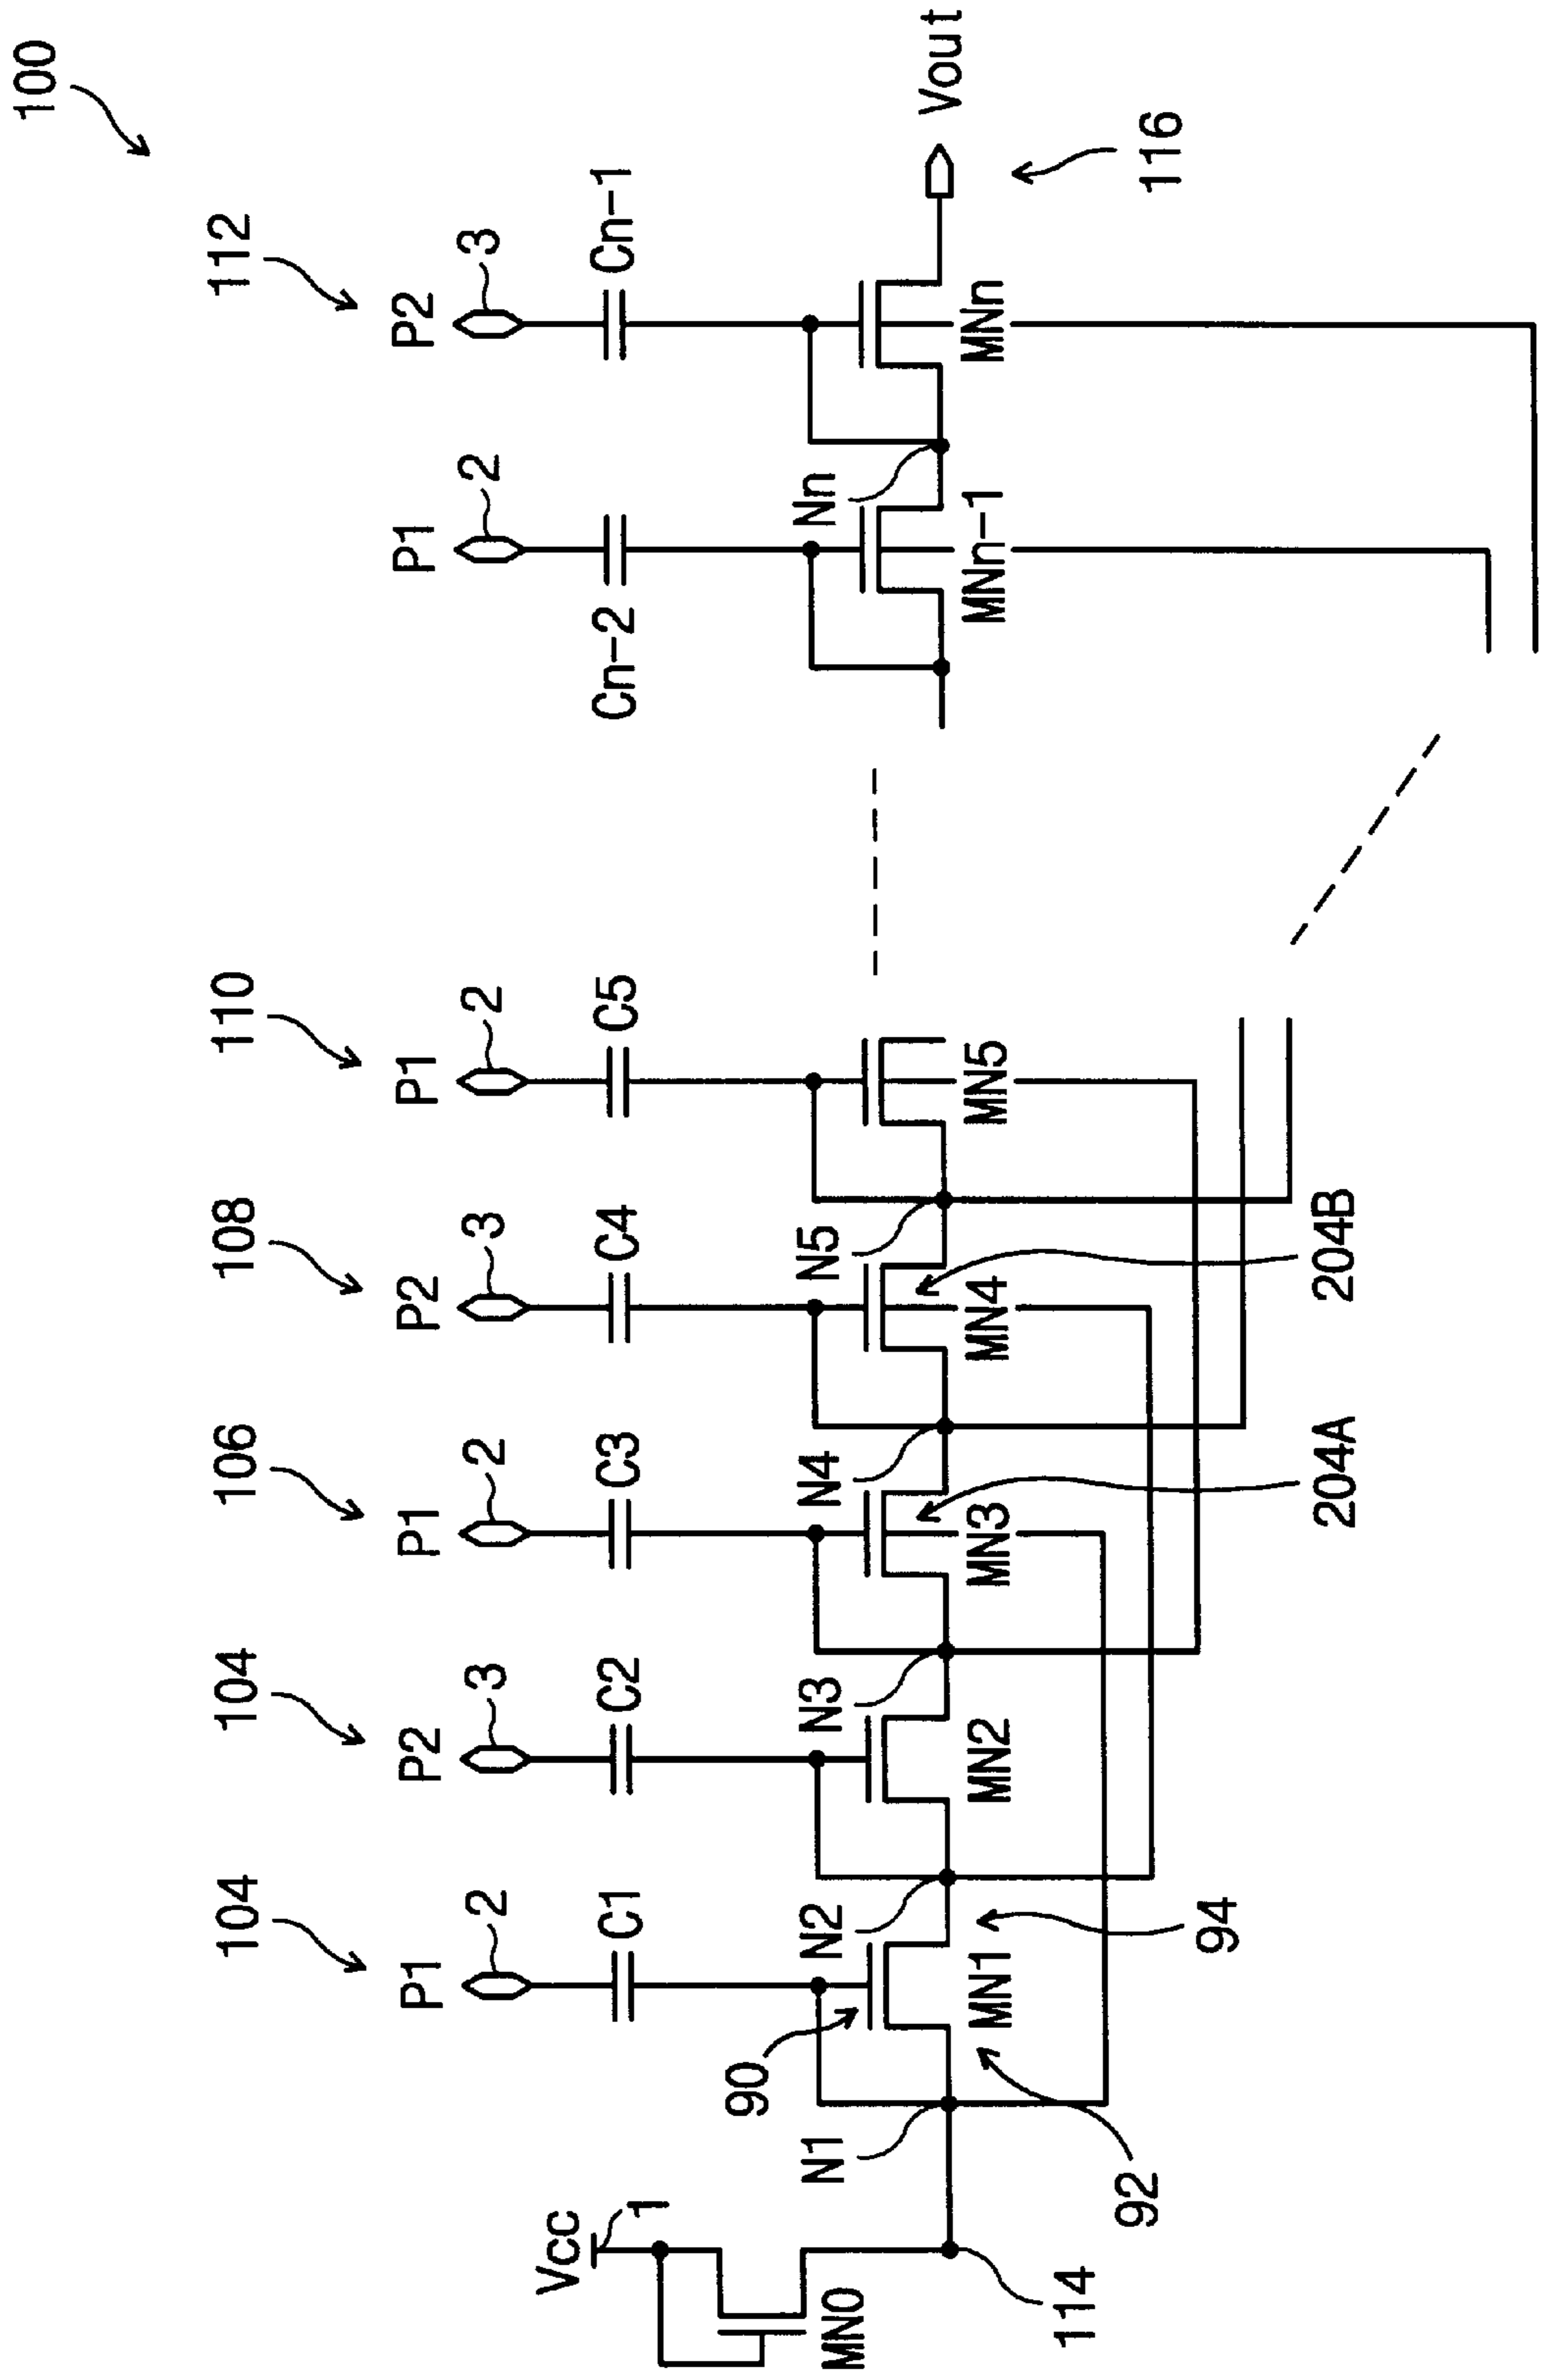 100
104 104 106 108 110 112
P1 P2 P1 P2 P1 P1 P2
2 3 2 3 2 2 3
C1 C2 C3 C4 C5 Cn-2 Cn-1
Vcc 1
90
N1 N2 N3 N4 N5 Nn
Vout
MN0 MN1 MN2 MN3 MN4 MN5 MNn-1 MNn
114 92 94 204A 204B 116